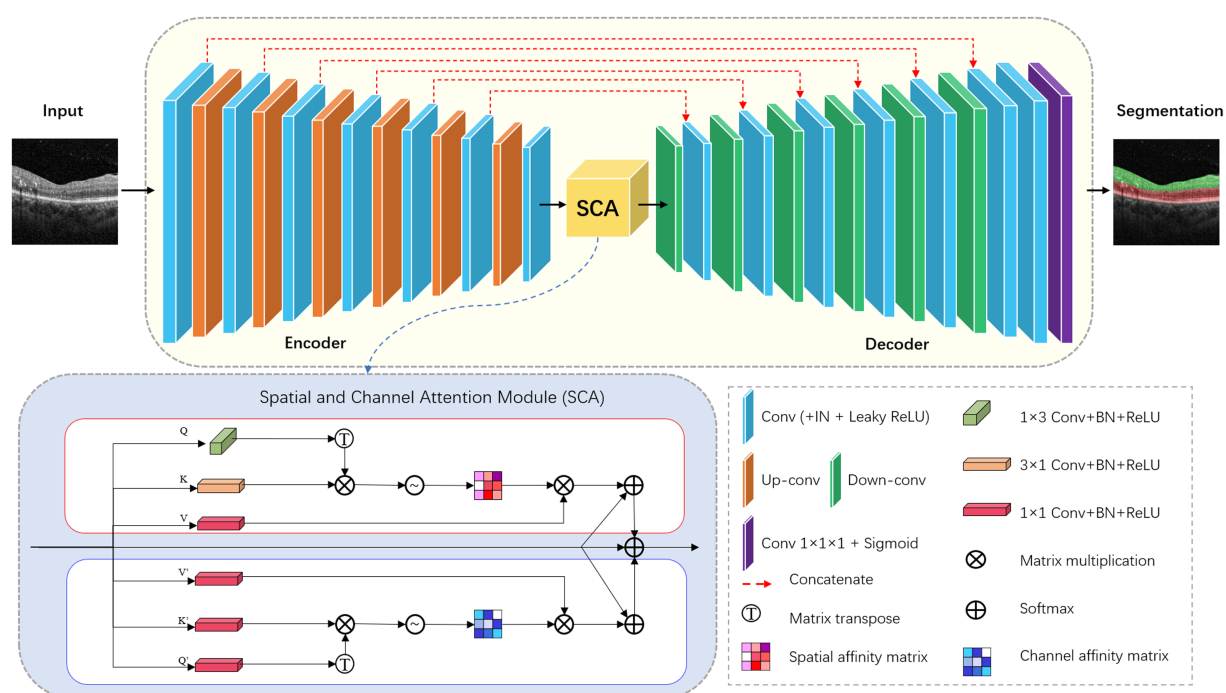 Input
Segmentation
SCA
Encoder
Decoder
Spatial and Channel Attention Module (SCA)
Q
T
K
~
V
V'
K'
~
Q'
T
Conv (+IN + Leaky ReLU)
1×3 Conv+BN+ReLU
3×1 Conv+BN+ReLU
Up-conv
Down-conv
1×1 Conv+BN+ReLU
Conv 1×1×1 + Sigmoid
Matrix multiplication
Concatenate
T
Matrix transpose
Softmax
Spatial affinity matrix
Channel affinity matrix